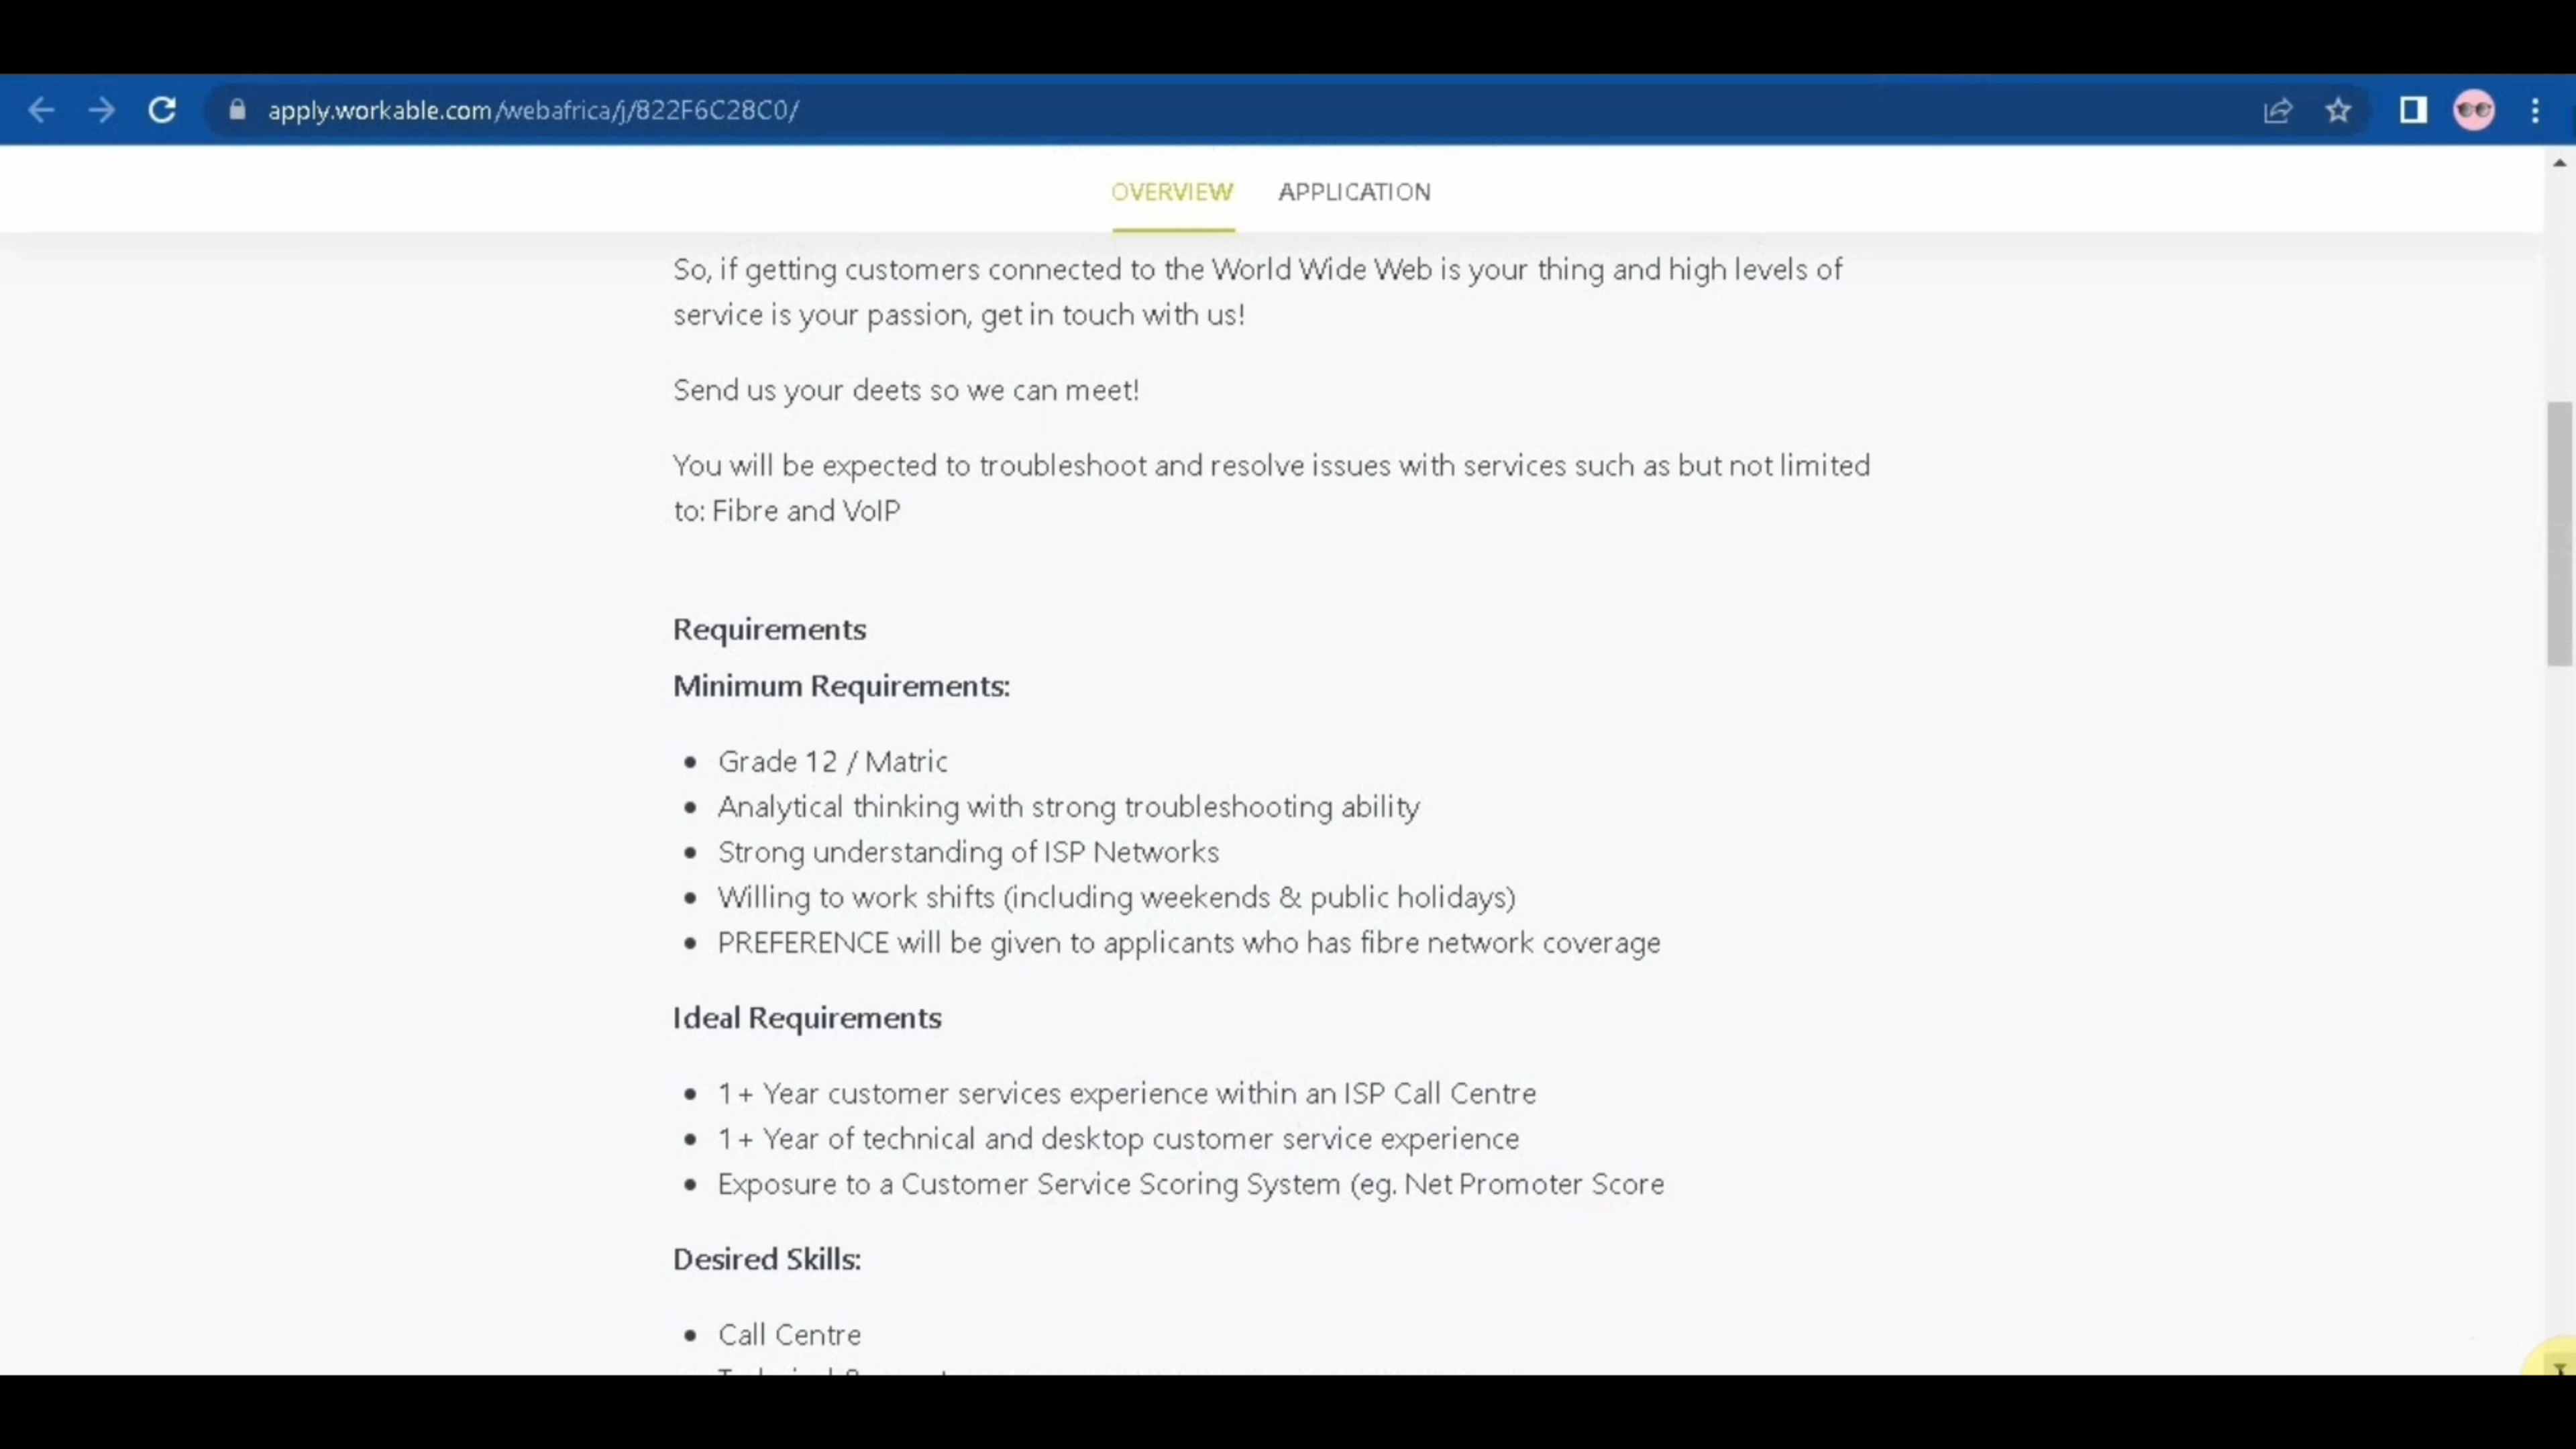 apply.workable.com/webafrica/j/822F6C28C0/
OVERVIEW APPLICATION
So, if getting customers connected to the World Wide Web is your thing and high levels of
service is your passion, get in touch with us!
Send us your deets so we can meet!
You will be expected to troubleshoot and resolve issues with services such as but not limited
to: Fibre and VoIP
Requirements
Minimum Requirements:
• Grade 12 / Matric
• Analytical thinking with strong troubleshooting ability
• Strong understanding of ISP Networks
• Willing to work shifts (including weekends & public holidays)
• PREFERENCE will be given to applicants who has fibre network coverage
Ideal Requirements
• 1+ Year customer services experience within an ISP Call Centre
• 1+ Year of technical and desktop customer service experience
• Exposure to a Customer Service Scoring System (eg. Net Promoter Score
Desired Skills:
• Call Centre